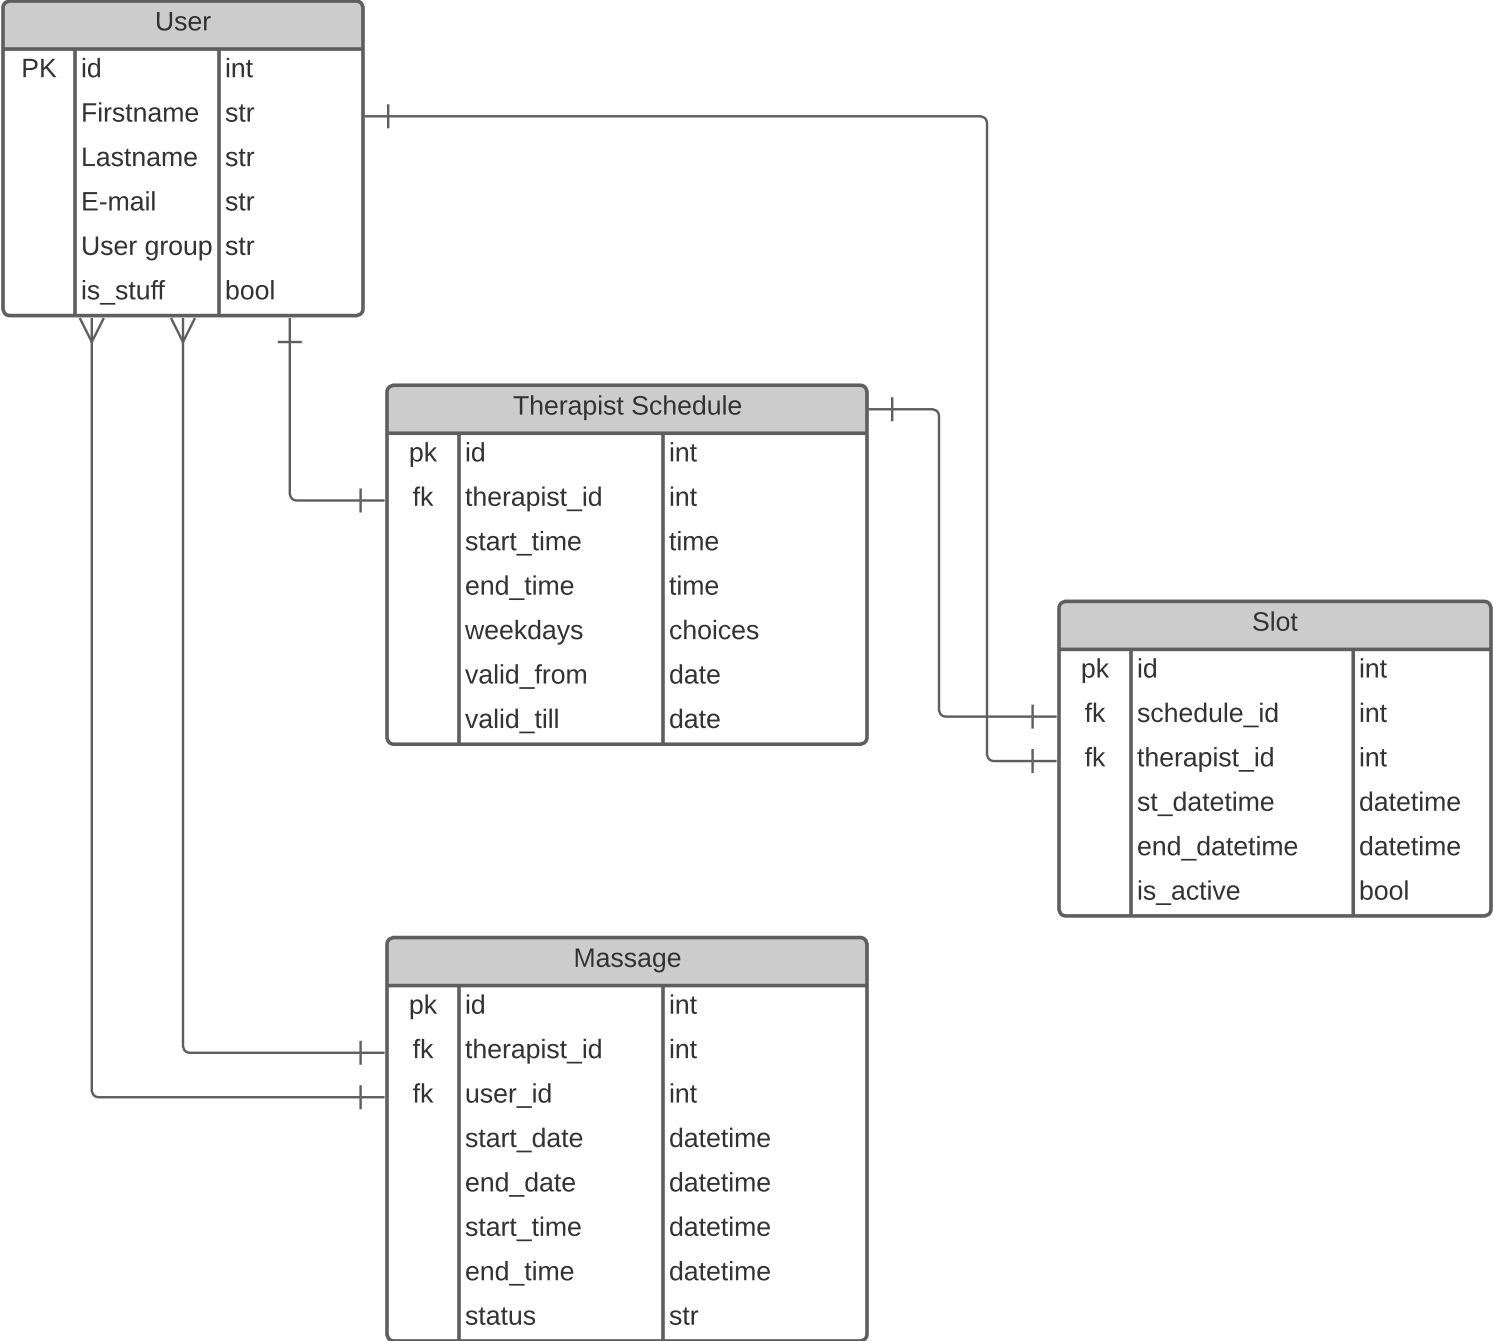 User
PK id int
Firstname str
Lastname str
E-mail str
User group str
is_stuff bool
Therapist Schedule
pk id int
fk therapist_id int
start_time time
end_time time
weekdays choices
valid_from date
valid_till date
Slot
pk id int
fk schedule_id int
fk therapist_id int
st_datetime datetime
end_datetime datetime
is_active bool
Massage
pk id int
fk therapist_id int
fk user_id int
start_date datetime
end_date datetime
start_time datetime
end_time datetime
status str